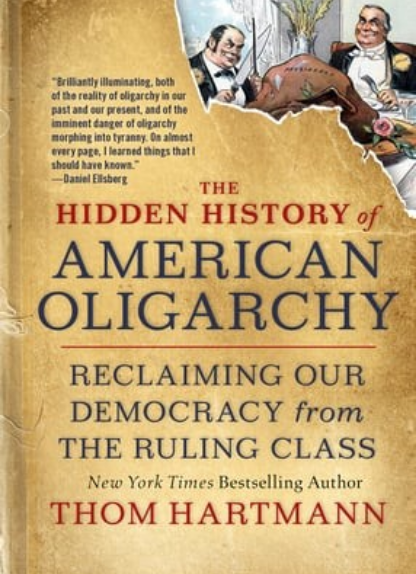 "Brilliantly illuminating, both
of the reality of oligarchy in our
past and our present, and of the
imminent danger of oligarchy
morphing into tyranny. On almost
every page, I learned things that I
should have known."
—Daniel Ellsberg
THE
HIDDEN HISTORY of
AMERICAN
OLIGARCHY
RECLAIMING OUR
DEMOCRACY from
THE RULING CLASS
New York Times Bestselling Author
THOM HARTMANN